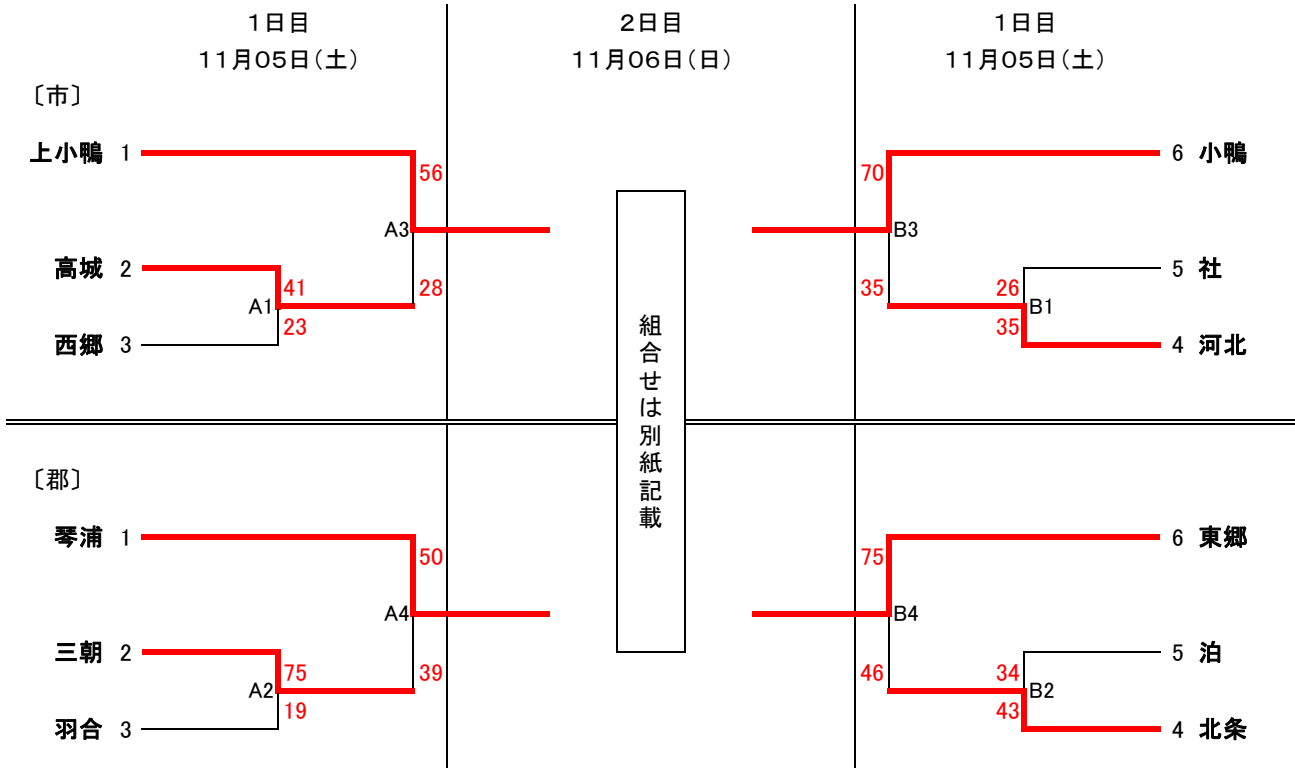 1日目 2日目 1日目
11月05日(土) 11月06日(日) 11月05日(土)
〔市〕
上小鴨 1 56 70 6 小鴨
A3 B3
高城 2 41 28 35 26 5 社
A1 B1
西郷 3 23 35 4 河北
組合せは別紙記載
〔郡〕
琴浦 1 50 75 6 東郷
A4 B4
三朝 2 75 39 46 34 5 泊
A2 B2
羽合 3 19 43 4 北条